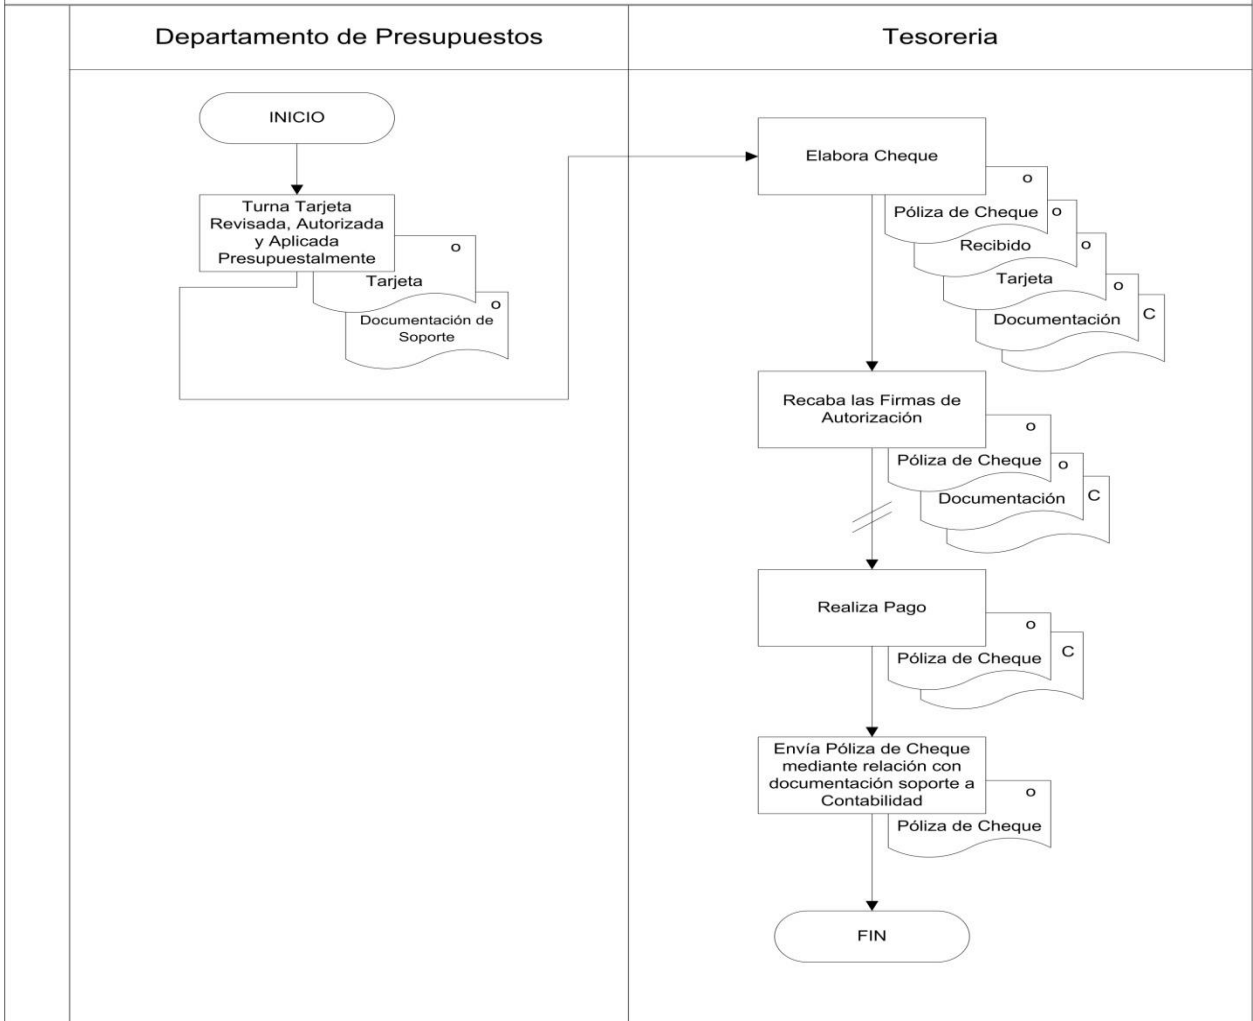 Departamento de Presupuestos
Tesoreria
INICIO
Turna Tarjeta
Revisada, Autorizada
y Aplicada
Presupuestalmente
O
Tarjeta
O
Documentación de
Soporte
Elabora Cheque
O
Póliza de Cheque
O
Recibido
O
Tarjeta
O
Documentación
C
Recaba las Firmas de
Autorización
O
Póliza de Cheque
O
Documentación
C
Realiza Pago
O
Póliza de Cheque
C
Envía Póliza de Cheque
mediante relación con
documentación soporte a
Contabilidad
O
Póliza de Cheque
FIN